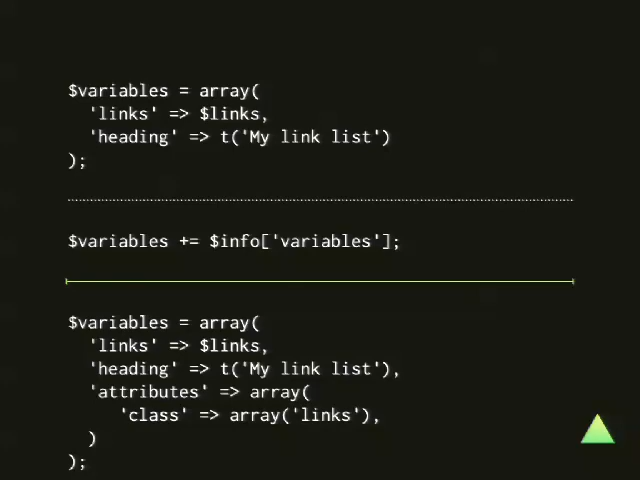 $variables = array(
  'links' => $links,
  'heading' => t('My link list')
);
$variables += $info['variables'];
$variables = array(
  'links' => $links,
  'heading' => t('My link list'),
  'attributes' => array(
     'class' => array('links'),
  )
);